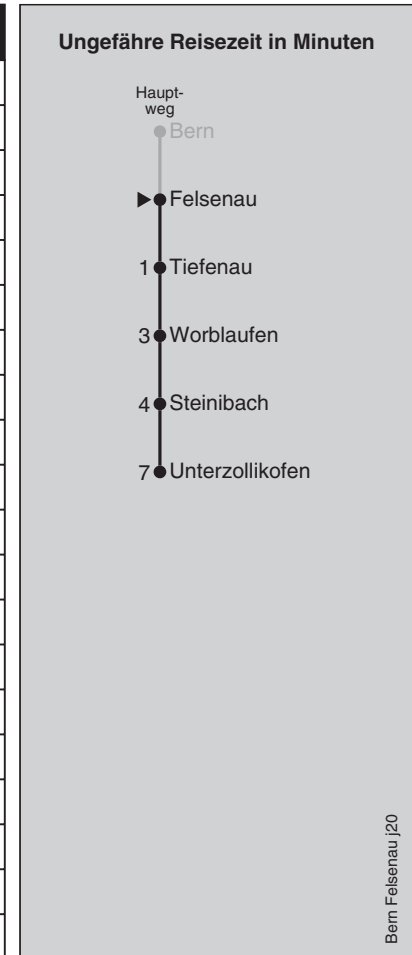 Ungefähre Reisezeit in Minuten
Haupt-
weg
Bern
Felsenau
1 Tiefenau
3 Worblaufen
4 Steinibach
7 Unterzollikofen
Bern Felsenau j20